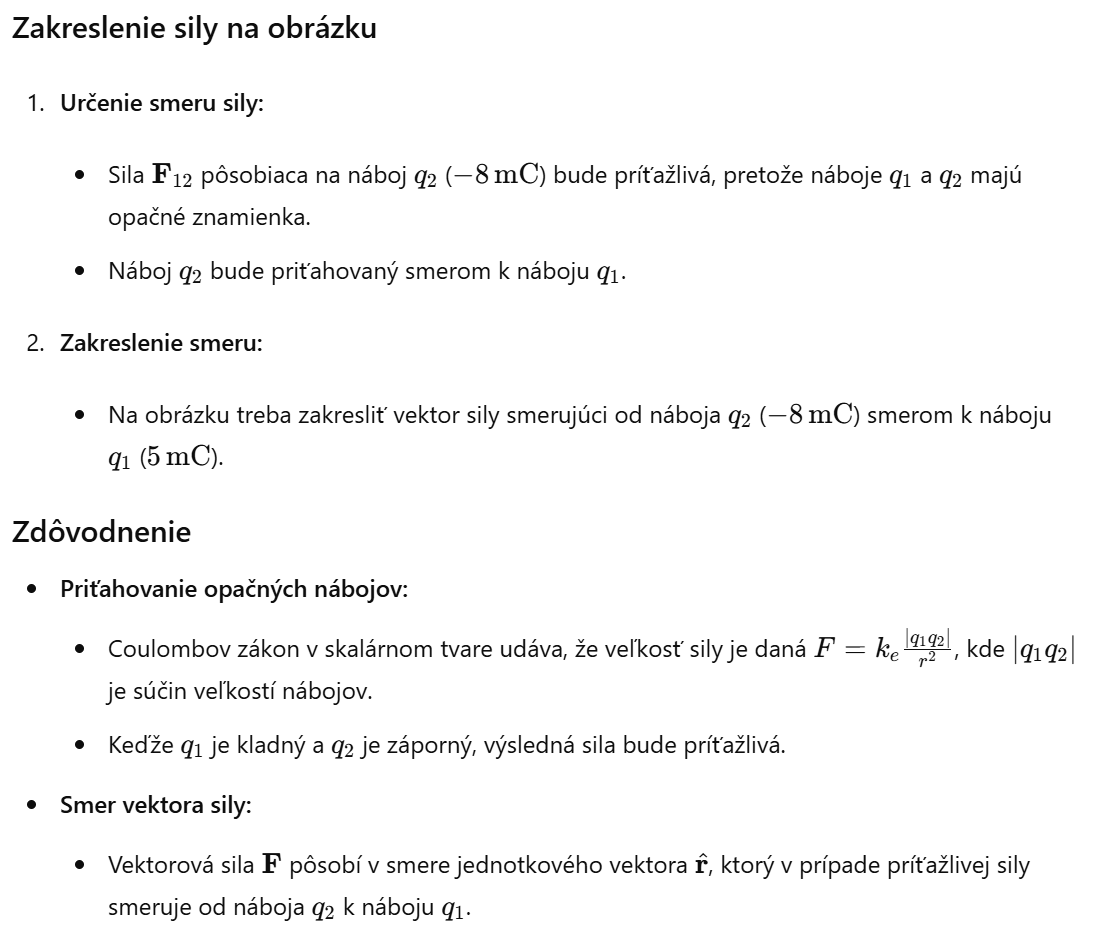 Zakreslenie sily na obrázku
1. Určenie smeru sily:
• Sila F₁₂ pôsobiaca na náboj q₂ (−8 mC) bude príťažlivá, pretože náboje q₁ a q₂ majú
opačné znamienka.
• Náboj q₂ bude priťahovaný smerom k náboju q₁.
2. Zakreslenie smeru:
• Na obrázku treba zakresliť vektor sily smerujúci od náboja q₂ (−8 mC) smerom k náboju
q₁ (5 mC).
Zdôvodnenie
• Priťahovanie opačných nábojov:
• Coulombov zákon v skalárnom tvare udáva, že veľkosť sily je daná F = kₑ |q₁q₂|/r², kde |q₁q₂|
je súčin veľkostí nábojov.
• Keďže q₁ je kladný a q₂ je záporný, výsledná sila bude príťažlivá.
• Smer vektora sily:
• Vektorová sila F pôsobí v smere jednotkového vektora r̂, ktorý v prípade príťažlivej sily
smeruje od náboja q₂ k náboju q₁.